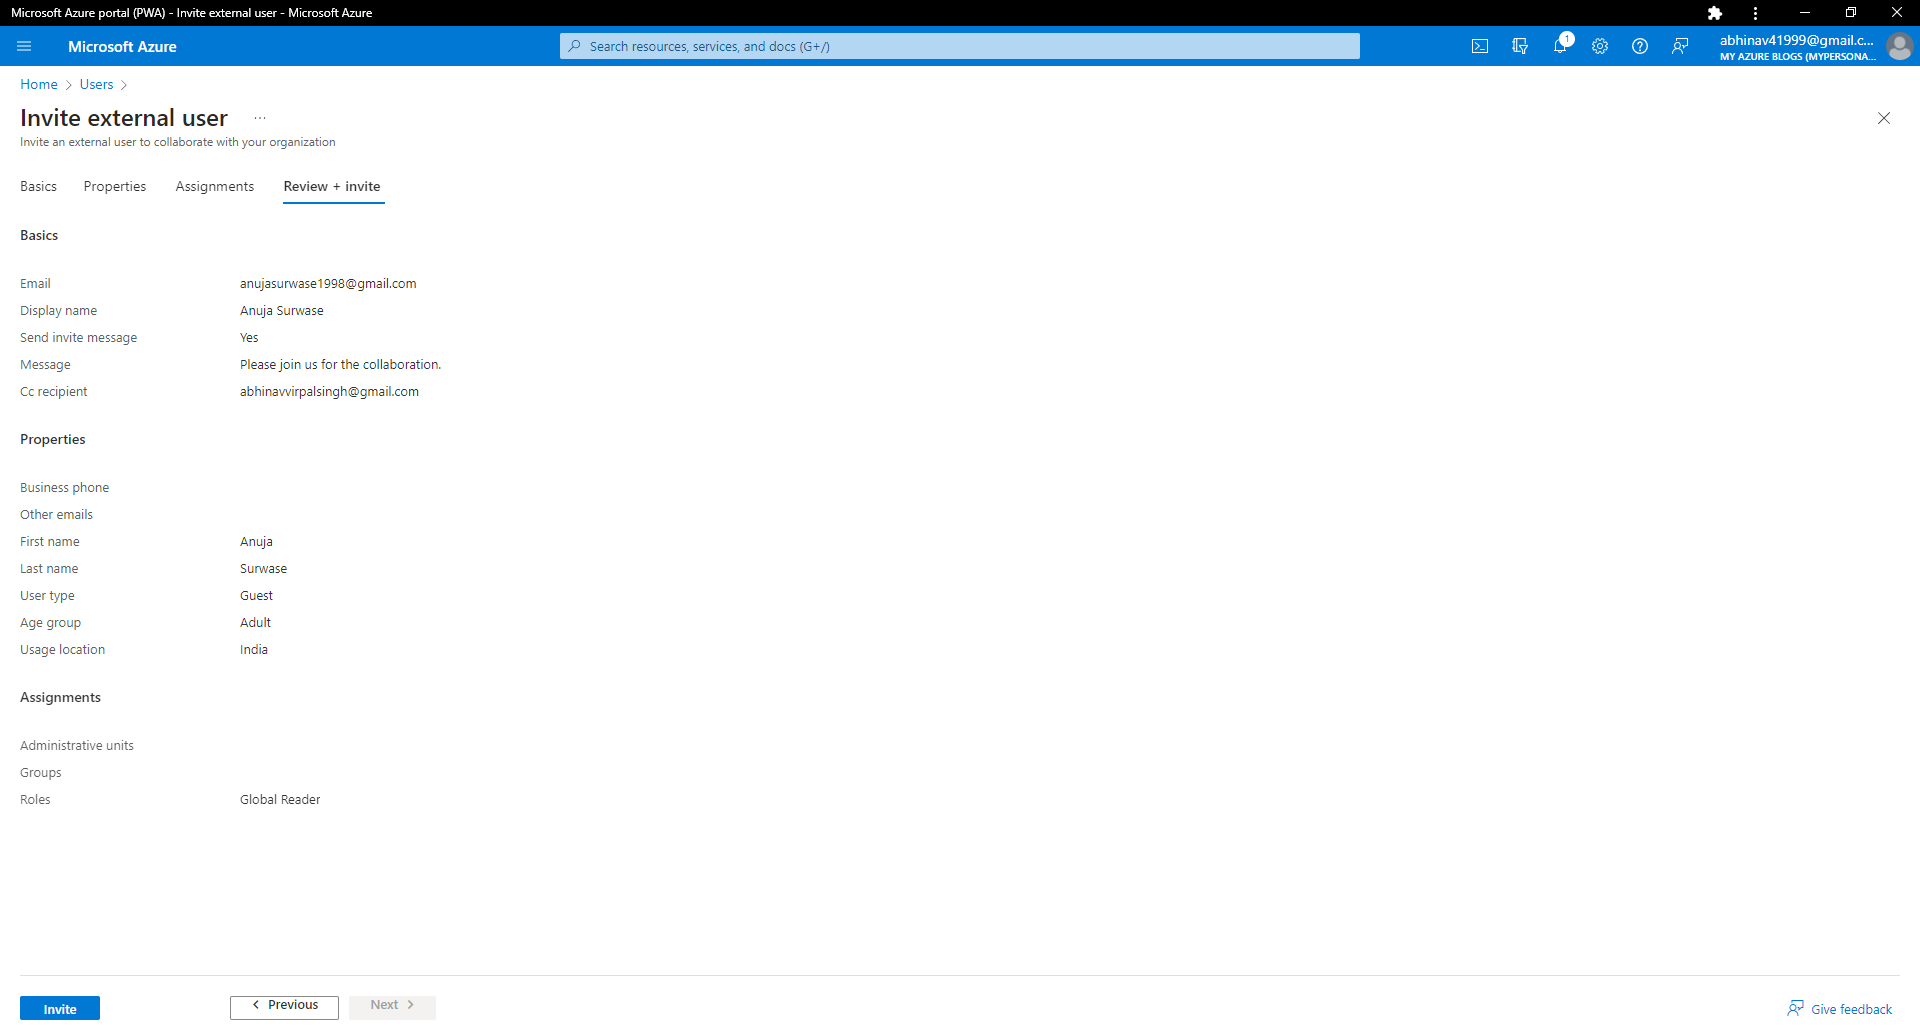 Microsoft Azure portal (PWA) - Invite external user - Microsoft Azure
Microsoft Azure
Search resources, services, and docs (G+/)
1
abhinav41999@gmail.c...
MY AZURE BLOGS (MYPERSONA...
Home > Users >
Invite external user ...
Invite an external user to collaborate with your organization
Basics Properties Assignments Review + invite
Basics
Email anujasurwase1998@gmail.com
Display name Anuja Surwase
Send invite message Yes
Message Please join us for the collaboration.
Cc recipient abhinavvirpalsingh@gmail.com
Properties
Business phone
Other emails
First name Anuja
Last name Surwase
User type Guest
Age group Adult
Usage location India
Assignments
Administrative units
Groups
Roles Global Reader
Invite < Previous Next > Give feedback